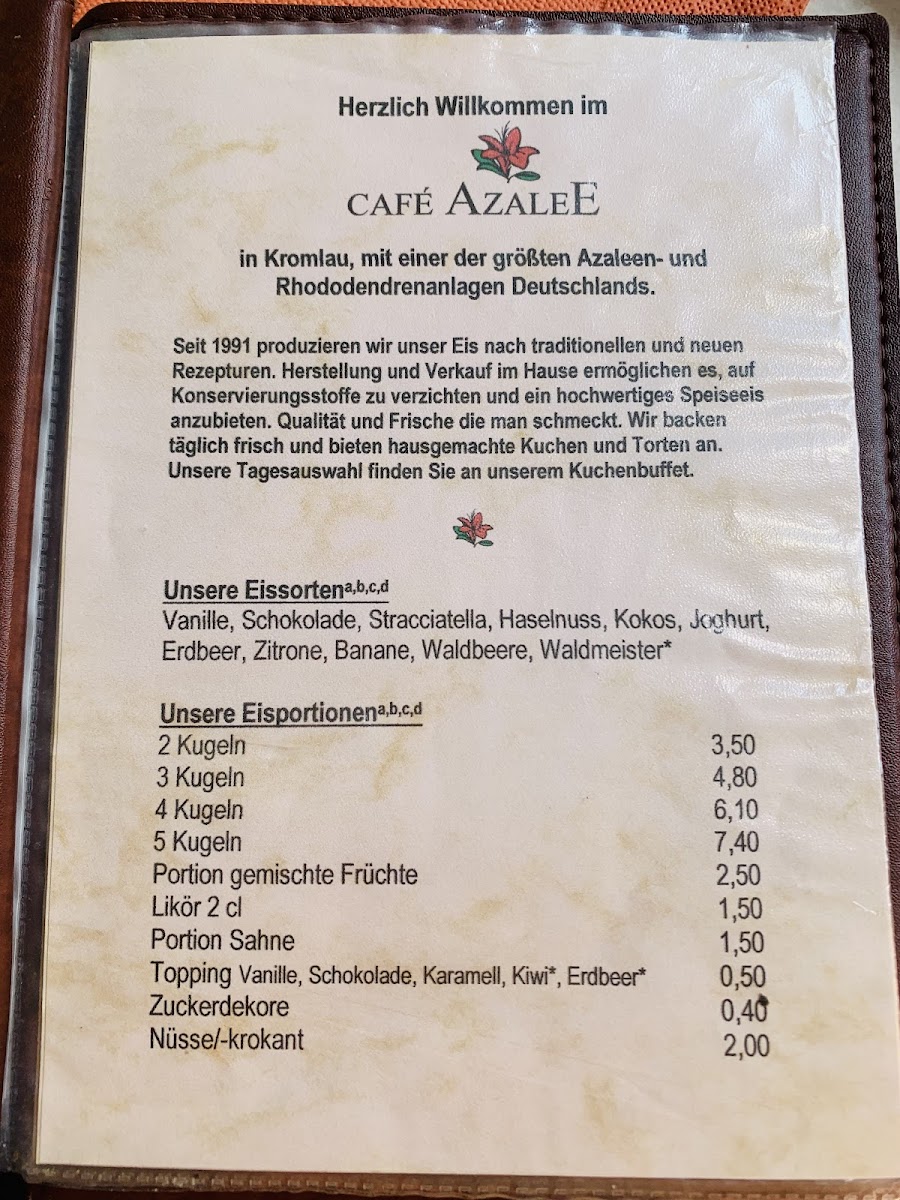 Herzlich Willkommen im
CAFÉ AZALEE
in Kromlau, mit einer der größten Azaleen- und
Rhododendrenanlagen Deutschlands.
Seit 1991 produzieren wir unser Eis nach traditionellen und neuen
Rezepturen. Herstellung und Verkauf im Hause ermöglichen es, auf
Konservierungsstoffe zu verzichten und ein hochwertiges Speiseeis
anzubieten. Qualität und Frische die man schmeckt. Wir backen
täglich frisch und bieten hausgemachte Kuchen und Torten an.
Unsere Tagesauswahl finden Sie an unserem Kuchenbuffet.
Unsere Eissorten a,b,c,d
Vanille, Schokolade, Stracciatella, Haselnuss, Kokos, Joghurt,
Erdbeer, Zitrone, Banane, Waldbeere, Waldmeister*
Unsere Eisportionen a,b,c,d
2 Kugeln 3,50
3 Kugeln 4,80
4 Kugeln 6,10
5 Kugeln 7,40
Portion gemischte Früchte 2,50
Likör 2 cl 1,50
Portion Sahne 1,50
Topping Vanille, Schokolade, Karamell, Kiwi*, Erdbeer* 0,50
Zuckerdekore 0,40
Nüsse/-krokant 2,00